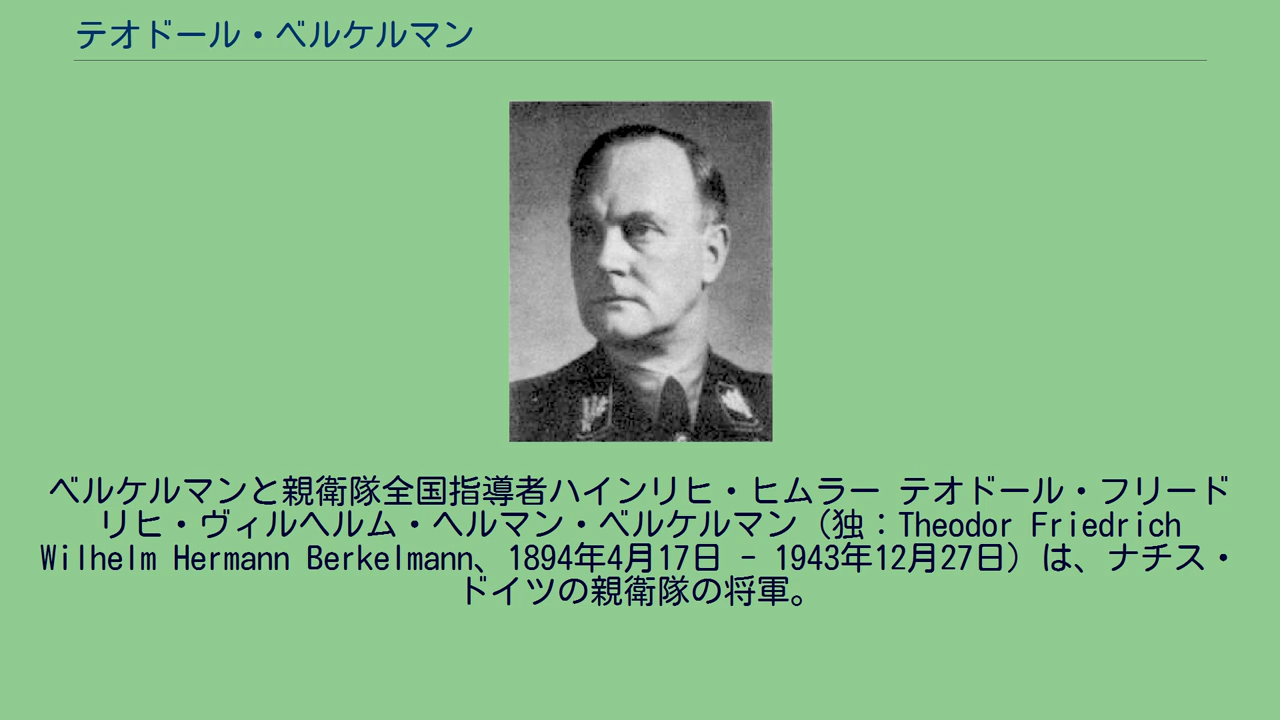 テオドール・ベルケルマン
ベルケルマンと親衛隊全国指導者ハインリヒ・ヒムラー テオドール・フリード
リヒ・ヴィルヘルム・ヘルマン・ベルケルマン（独：Theodor Friedrich
Wilhelm Hermann Berkelmann、1894年4月17日 - 1943年12月27日）は、ナチス・
ドイツの親衛隊の将軍。